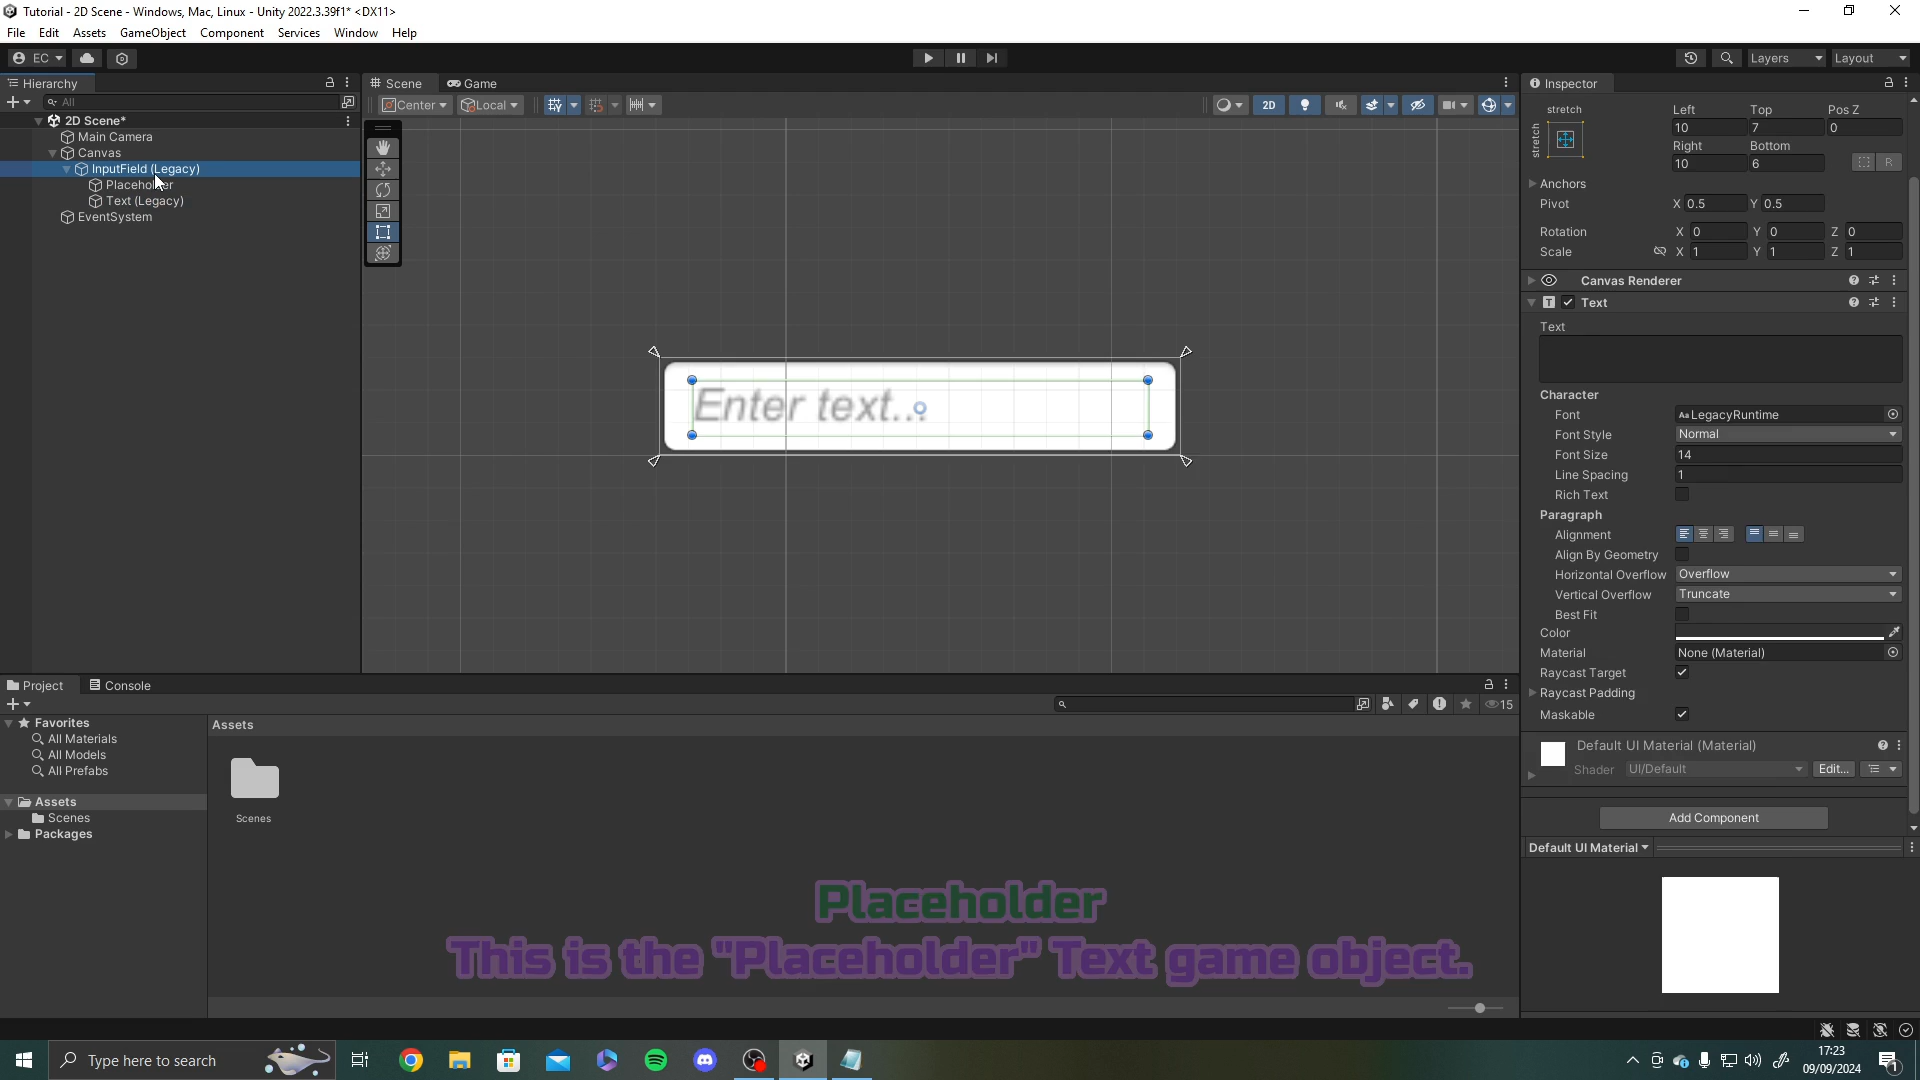 Tutorial - 2D Scene - Windows, Mac, Linux - Unity 2022.3.39f1* <DX11>
File Edit Assets GameObject Component Services Window Help
EC Layers Layout
Hierarchy
All
2D Scene*
Main Camera
Canvas
InputField (Legacy)
Placeholder
Text (Legacy)
EventSystem
Scene Game
Center Local 2D
Enter text...
Inspector
stretch
stretch
Left Top Pos Z
10 7 0
Right Bottom
10 6 R
Anchors
Pivot X 0.5 Y 0.5
Rotation X 0 Y 0 Z 0
Scale X 1 Y 1 Z 1
Canvas Renderer
Text
Text
Character
Font Aa LegacyRuntime
Font Style Normal
Font Size 14
Line Spacing 1
Rich Text
Paragraph
Alignment
Align By Geometry
Horizontal Overflow Overflow
Vertical Overflow Truncate
Best Fit
Color
Material None (Material)
Raycast Target
Raycast Padding
Maskable
Default UI Material (Material)
Shader UI/Default Edit...
Add Component
Default UI Material
Project Console
15
Favorites
All Materials
All Models
All Prefabs
Assets
Scenes
Packages
Assets
Scenes
Placeholder
This is the "Placeholder" Text game object.
Type here to search
17:23
09/09/2024
1